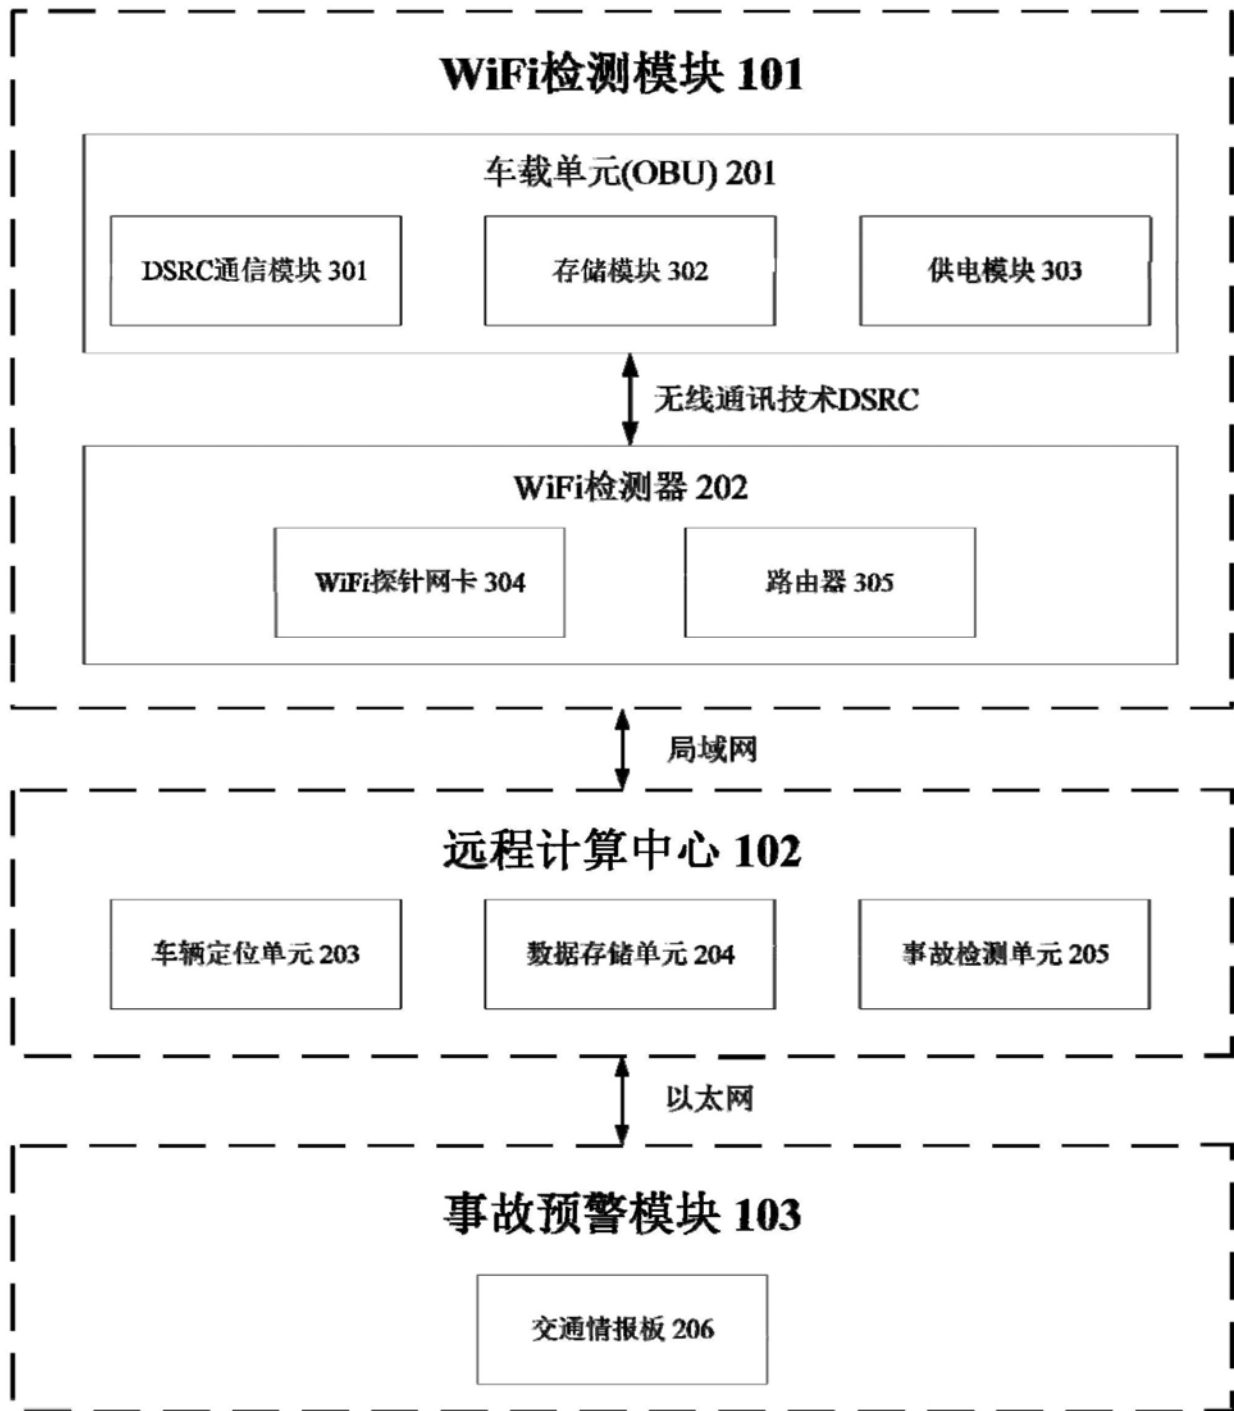 WiFi检测模块 101
车载单元(OBU) 201
DSRC通信模块 301
存储模块 302
供电模块 303
无线通讯技术DSRC
WiFi检测器 202
WiFi探针网卡 304
路由器 305
局域网
远程计算中心 102
车辆定位单元 203
数据存储单元 204
事故检测单元 205
以太网
事故预警模块 103
交通情报板 206